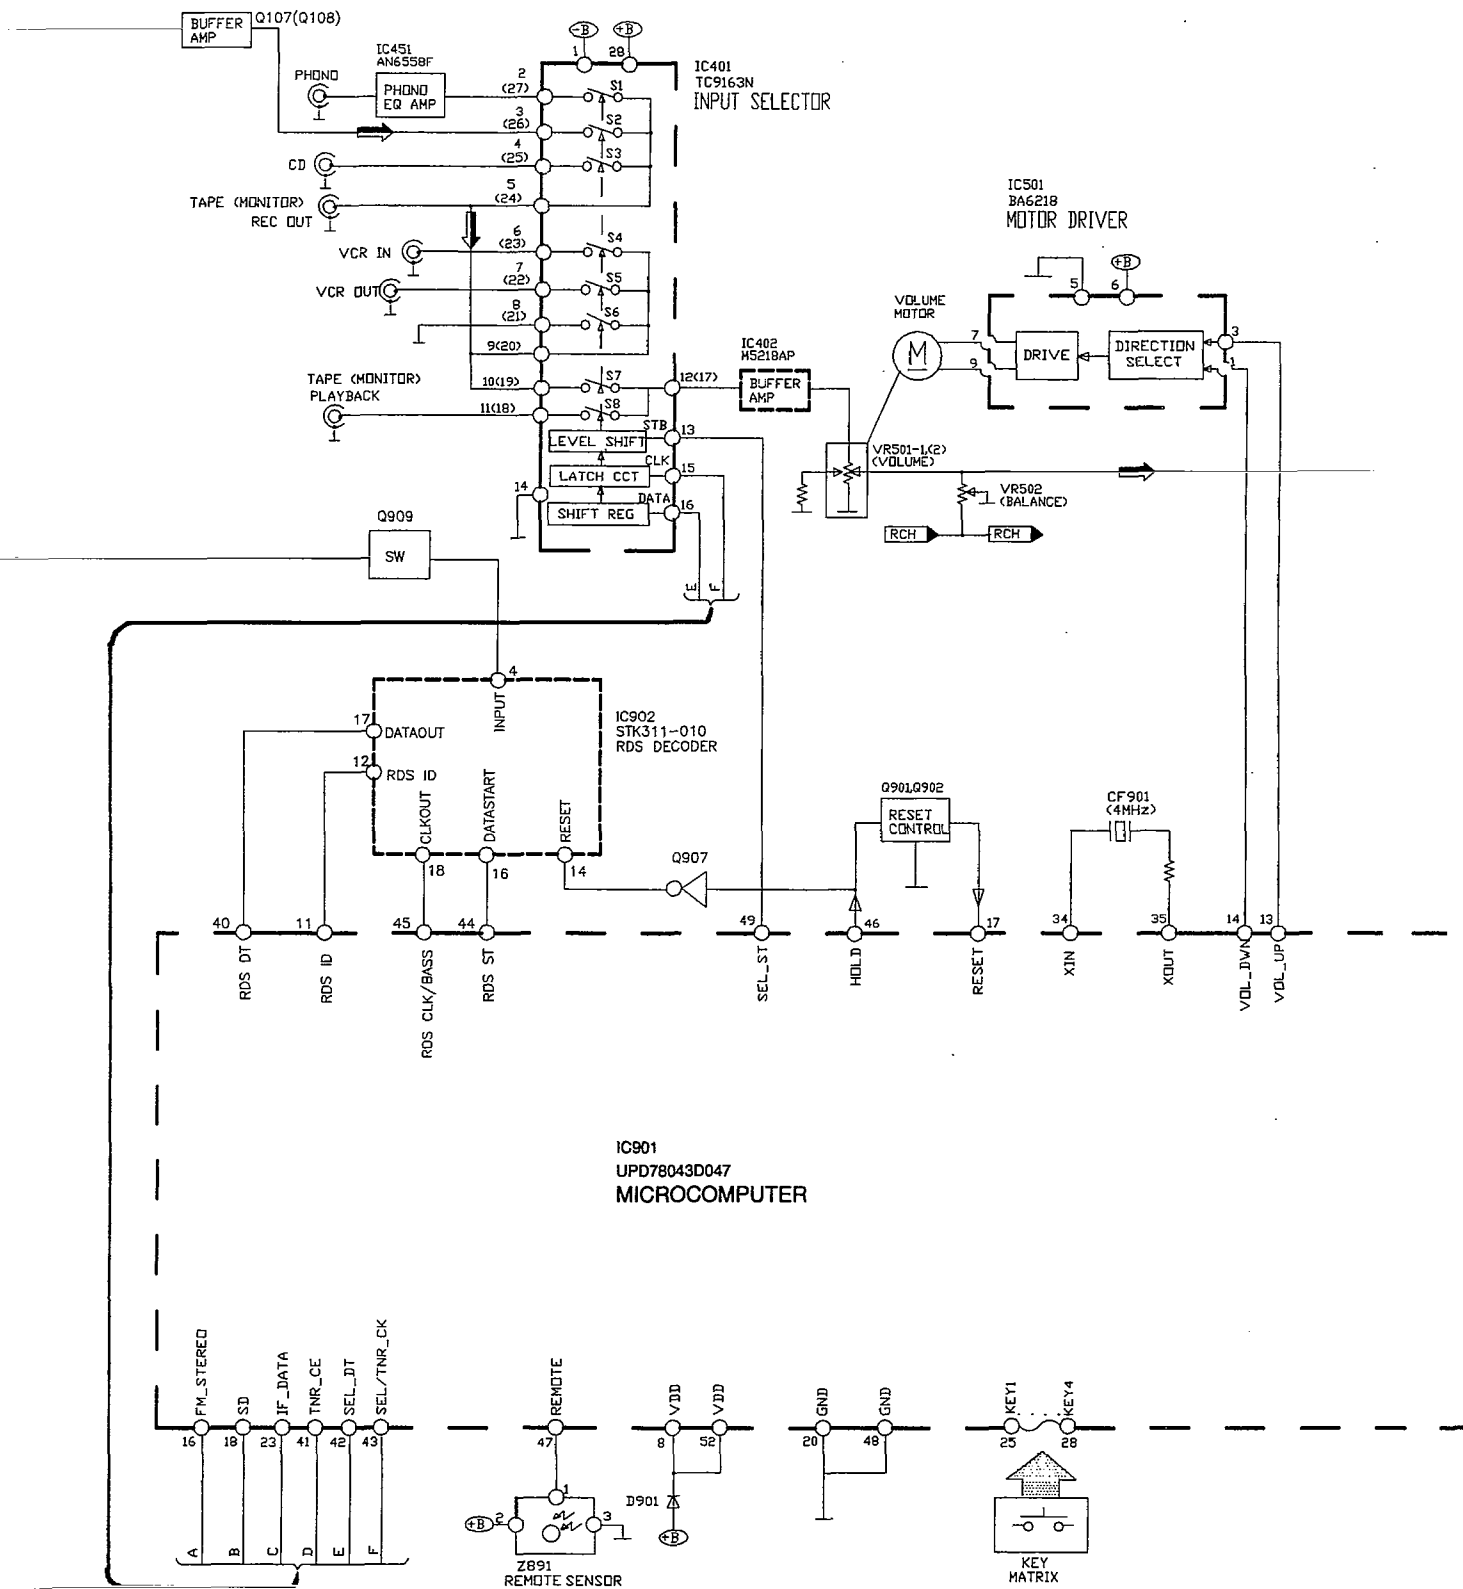 BUFFER
AMP
Q107(Q108)
IC451
AN6558F
PHONO
PHONO
EQ AMP
-B
+B
1
28
IC401
TC9163N
INPUT SELECTOR
2
(27)
S1
3
(26)
S2
4
(25)
S3
CD
5
(24)
TAPE (MONITOR)
REC OUT
6
(23)
S4
VCR IN
7
(22)
S5
VCR OUT
8
(21)
S6
9(20)
10(19)
S7
12(17)
TAPE (MONITOR)
PLAYBACK
11(18)
S8
STB
13
LEVEL SHIFT
CLK
15
LATCH CCT
14
DATA
16
SHIFT REG
E
F
IC402
M5218AP
BUFFER
AMP
IC501
BA6218
MOTOR DRIVER
+B
5
6
VOLUME
MOTOR
M
7
9
DRIVE
DIRECTION
SELECT
3
1
VR501-1,(2)
(VOLUME)
VR502
(BALANCE)
RCH
RCH
Q909
SW
4
INPUT
IC902
STK311-010
RDS DECODER
17
DATAOUT
12
RDS ID
CLKOUT
DATASTART
RESET
18
16
14
Q907
Q901,Q902
RESET
CONTROL
CF901
(4MHz)
40
11
45
44
49
46
17
34
35
14
13
RDS DT
RDS ID
RDS CLK/BASS
RDS ST
SEL_ST
HOLD
RESET
XIN
XOUT
VOL_DWN
VOL_UP
IC901
UPD78043D047
MICROCOMPUTER
FM_STEREO
SD
IF_DATA
TNR_CE
SEL_DT
SEL/TNR_CK
REMOTE
VDD
VDD
GND
GND
KEY1
KEY4
16
18
23
41
42
43
47
8
52
20
48
25
28
A
B
C
D
E
F
1
+B
2
3
Z891
REMOTE SENSOR
D901
+B
KEY
MATRIX